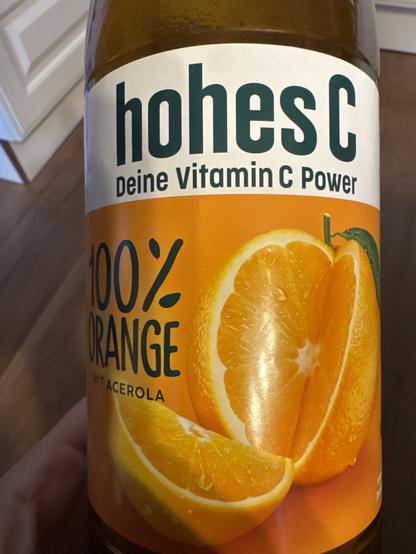 hohes C
Deine Vitamin C Power
100%
ORANGE
MIT ACEROLA